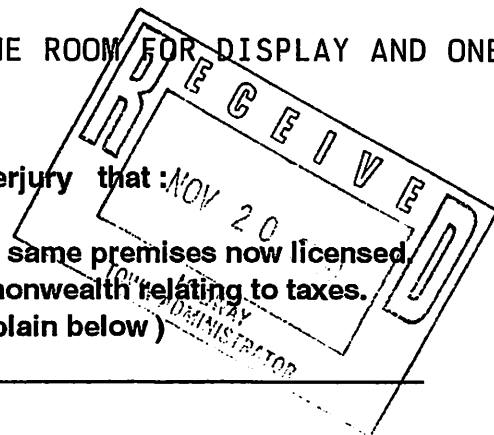 NE ROOM FOR DISPLAY AND ONE
RECEIVED
erjury that :
NOV 20
same premises now licensed.
monwealth relating to taxes.
plain below )
ADMINISTRATOR